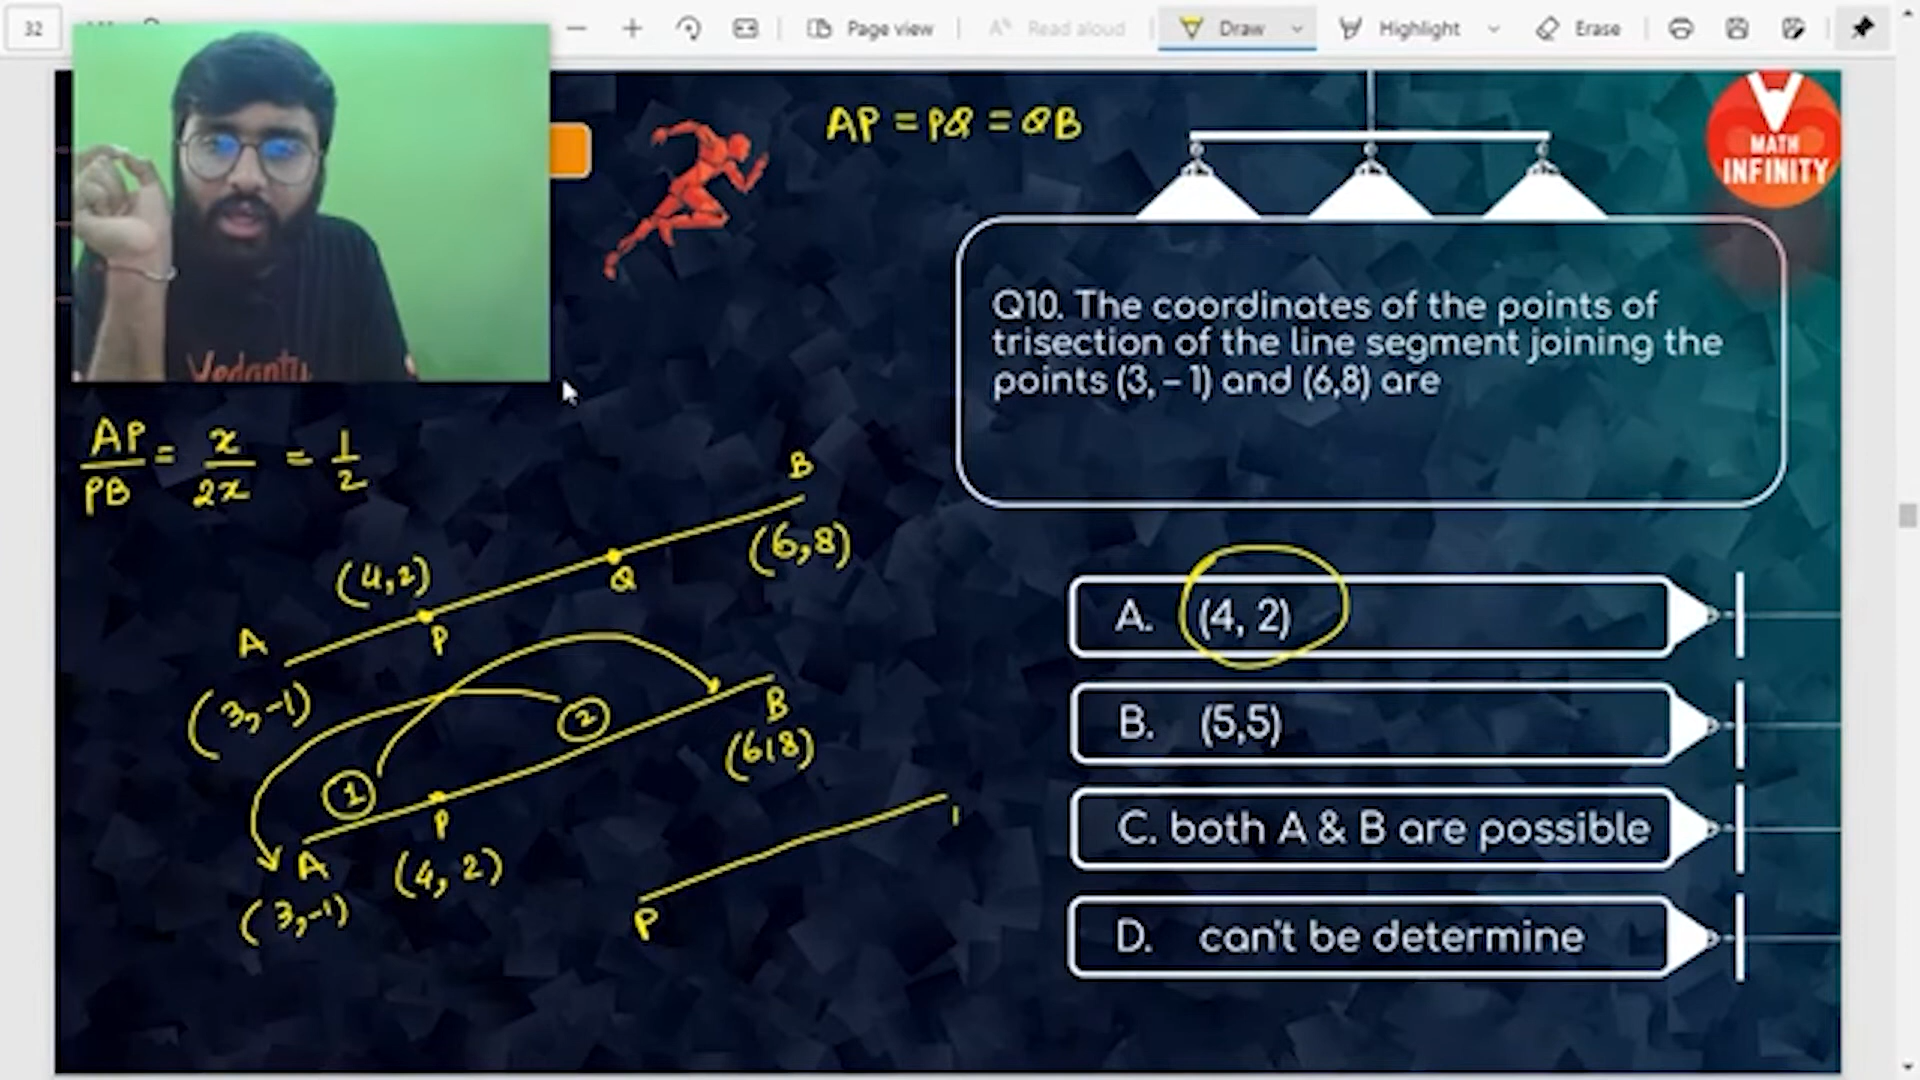 32
Page view
Read aloud
Draw
Highlight
Erase
AP = PQ = QB
MATH
INFINITY
Vedantu
Q10. The coordinates of the points of
trisection of the line segment joining the
points (3, – 1) and (6,8) are
AP/PB = x/2x = 1/2
B
(6,8)
(4,2)
Q
P
A
(3,-1)
2
B
(6,8)
1
P
A
(4, 2)
(3,-1)
P
A. (4, 2)
B. (5,5)
C. both A & B are possible
D. can't be determine